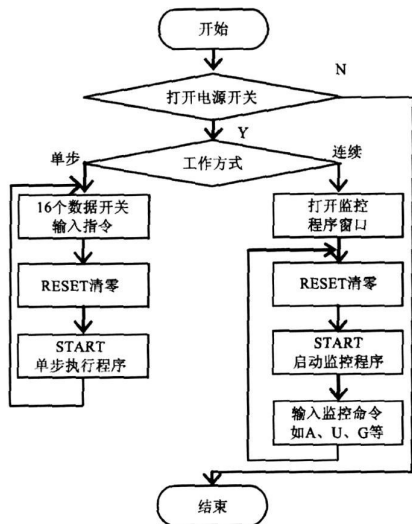 开始
N
打开电源开关
Y
单步
工作方式
连续
16个数据开关
输入指令
打开监控
程序窗口
RESET清零
RESET清零
START
单步执行程序
START
启动监控程序
输入监控命令
如A、U、G等
结束